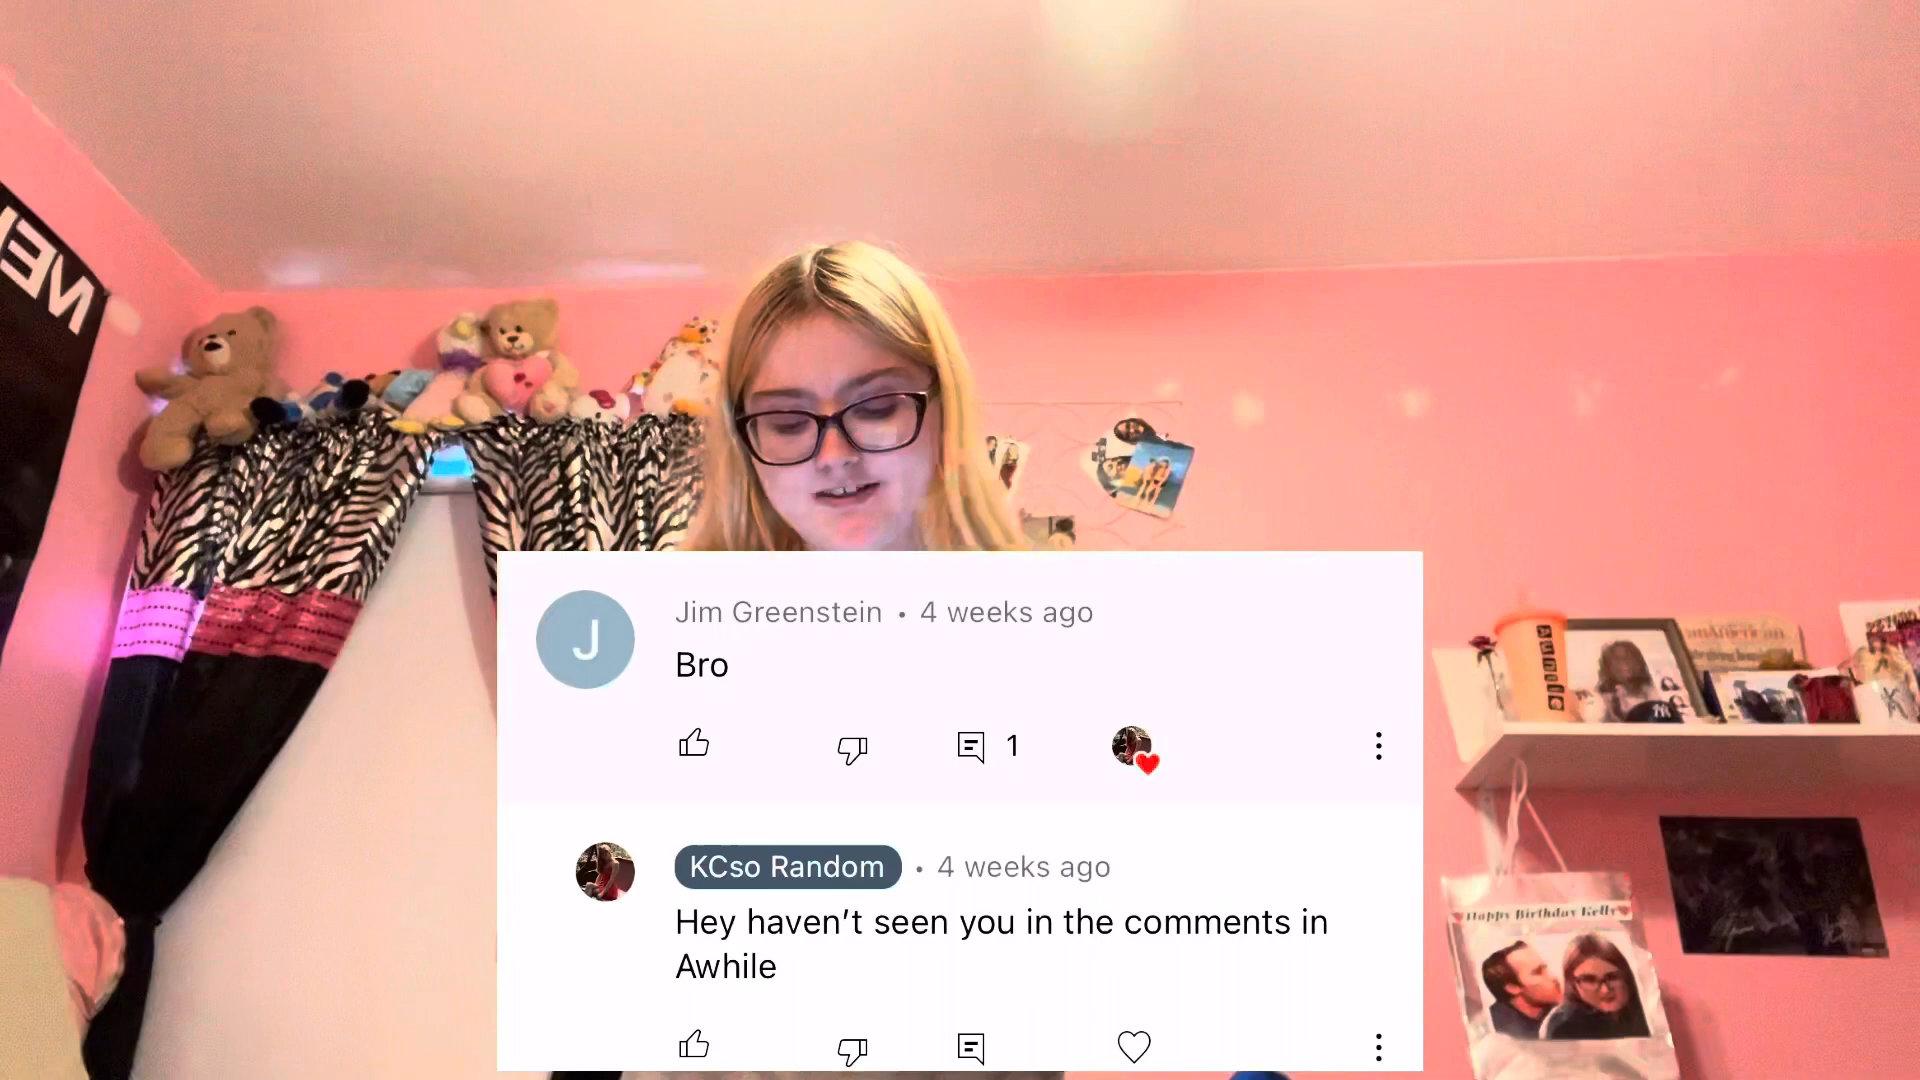 WE
Jim Greenstein • 4 weeks ago
J
Bro
1
KCso Random • 4 weeks ago
Hey haven't seen you in the comments in
Awhile
Happy Birthday Kelly